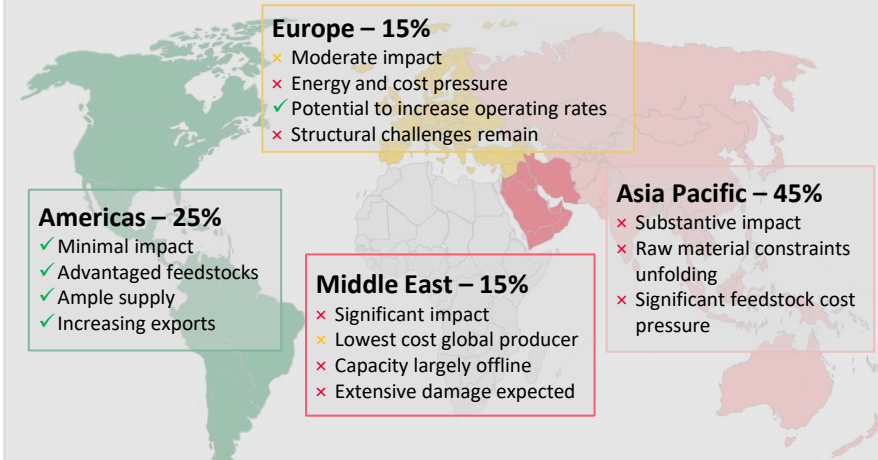 Europe – 15%
× Moderate impact
× Energy and cost pressure
✓ Potential to increase operating rates
× Structural challenges remain
Americas – 25%
✓ Minimal impact
✓ Advantaged feedstocks
✓ Ample supply
✓ Increasing exports
Middle East – 15%
× Significant impact
× Lowest cost global producer
× Capacity largely offline
× Extensive damage expected
Asia Pacific – 45%
× Substantive impact
× Raw material constraints
unfolding
× Significant feedstock cost
pressure